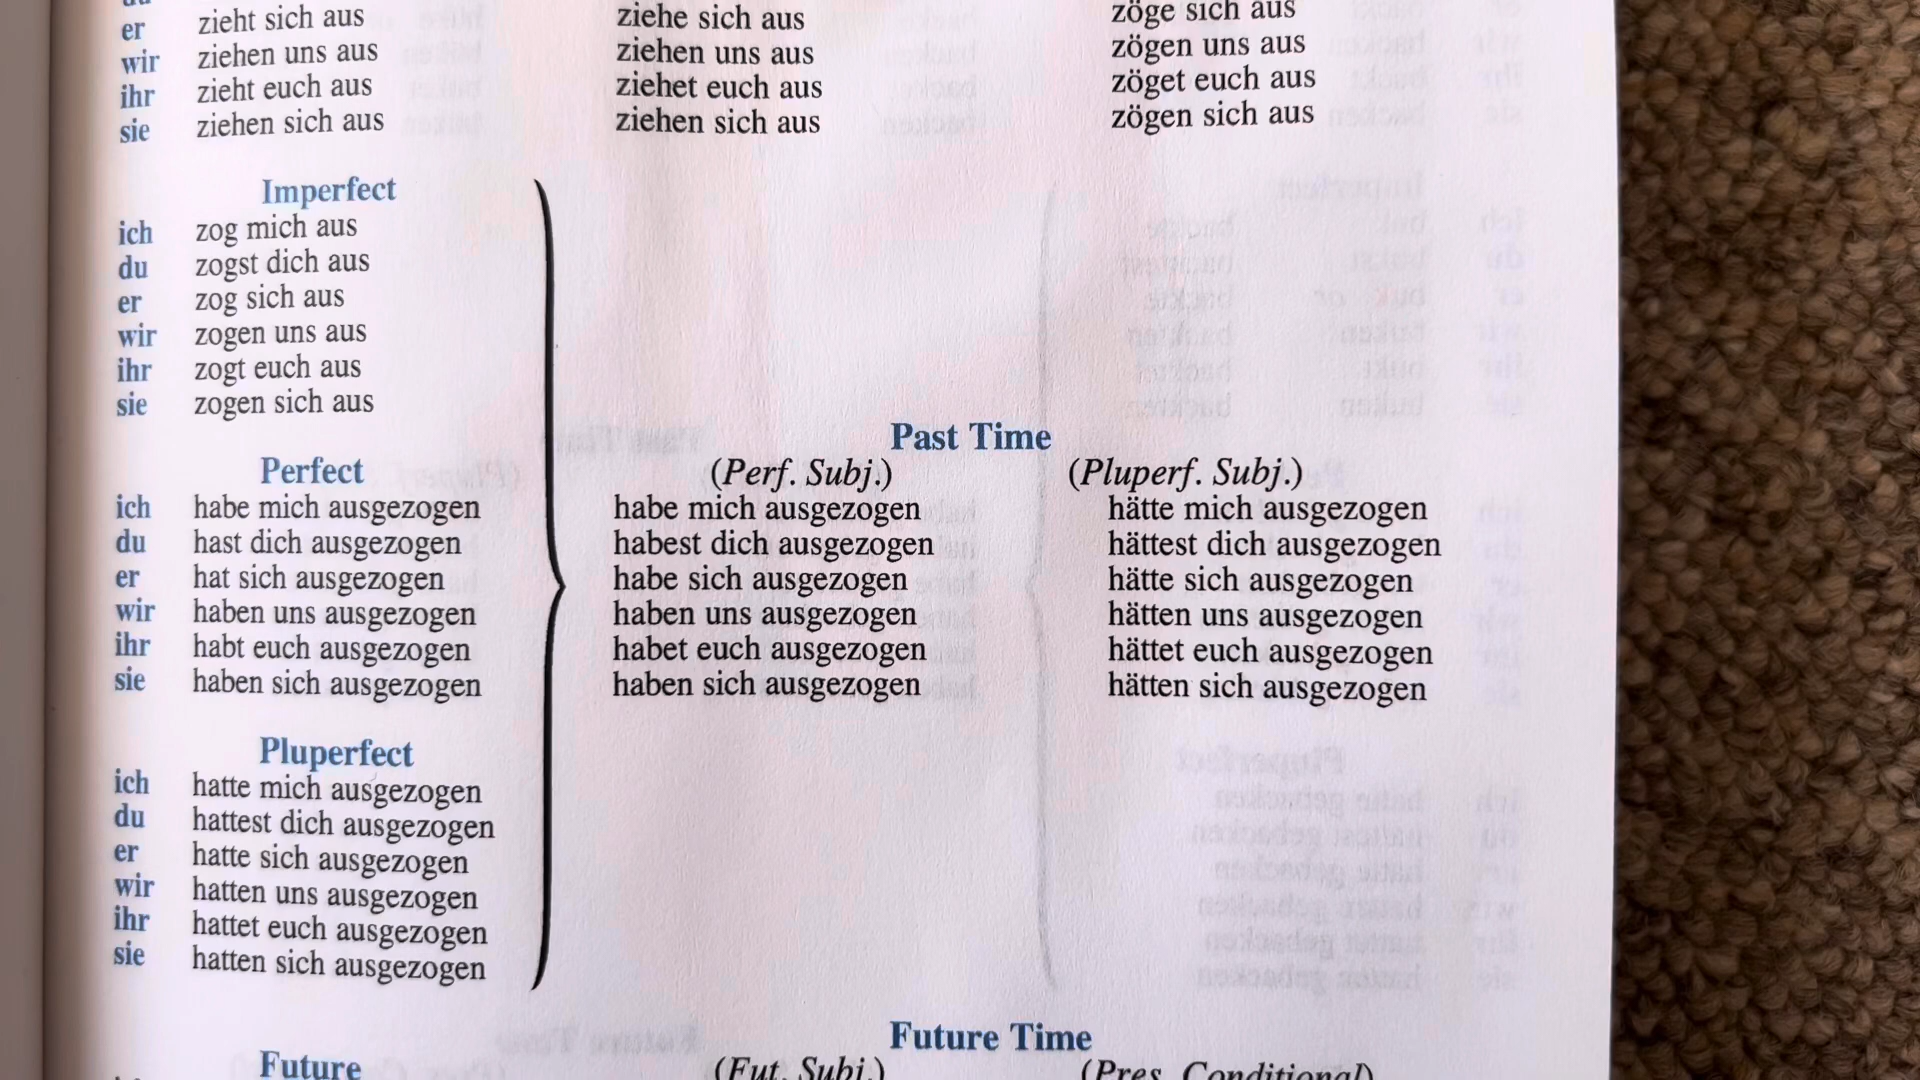 er zieht sich aus ziehe sich aus zöge sich aus
wir ziehen uns aus ziehen uns aus zögen uns aus
ihr zieht euch aus ziehet euch aus zöget euch aus
sie ziehen sich aus ziehen sich aus zögen sich aus
Imperfect
ich zog mich aus
du zogst dich aus
er zog sich aus
wir zogen uns aus
ihr zogt euch aus
sie zogen sich aus
Past Time
Perfect (Perf. Subj.) (Pluperf. Subj.)
ich habe mich ausgezogen habe mich ausgezogen hätte mich ausgezogen
du hast dich ausgezogen habest dich ausgezogen hättest dich ausgezogen
er hat sich ausgezogen habe sich ausgezogen hätte sich ausgezogen
wir haben uns ausgezogen haben uns ausgezogen hätten uns ausgezogen
ihr habt euch ausgezogen habet euch ausgezogen hättet euch ausgezogen
sie haben sich ausgezogen haben sich ausgezogen hätten sich ausgezogen
Pluperfect
ich hatte mich ausgezogen
du hattest dich ausgezogen
er hatte sich ausgezogen
wir hatten uns ausgezogen
ihr hattet euch ausgezogen
sie hatten sich ausgezogen
Future Time
Future (Fut. Subj.) (Pres. Conditional)